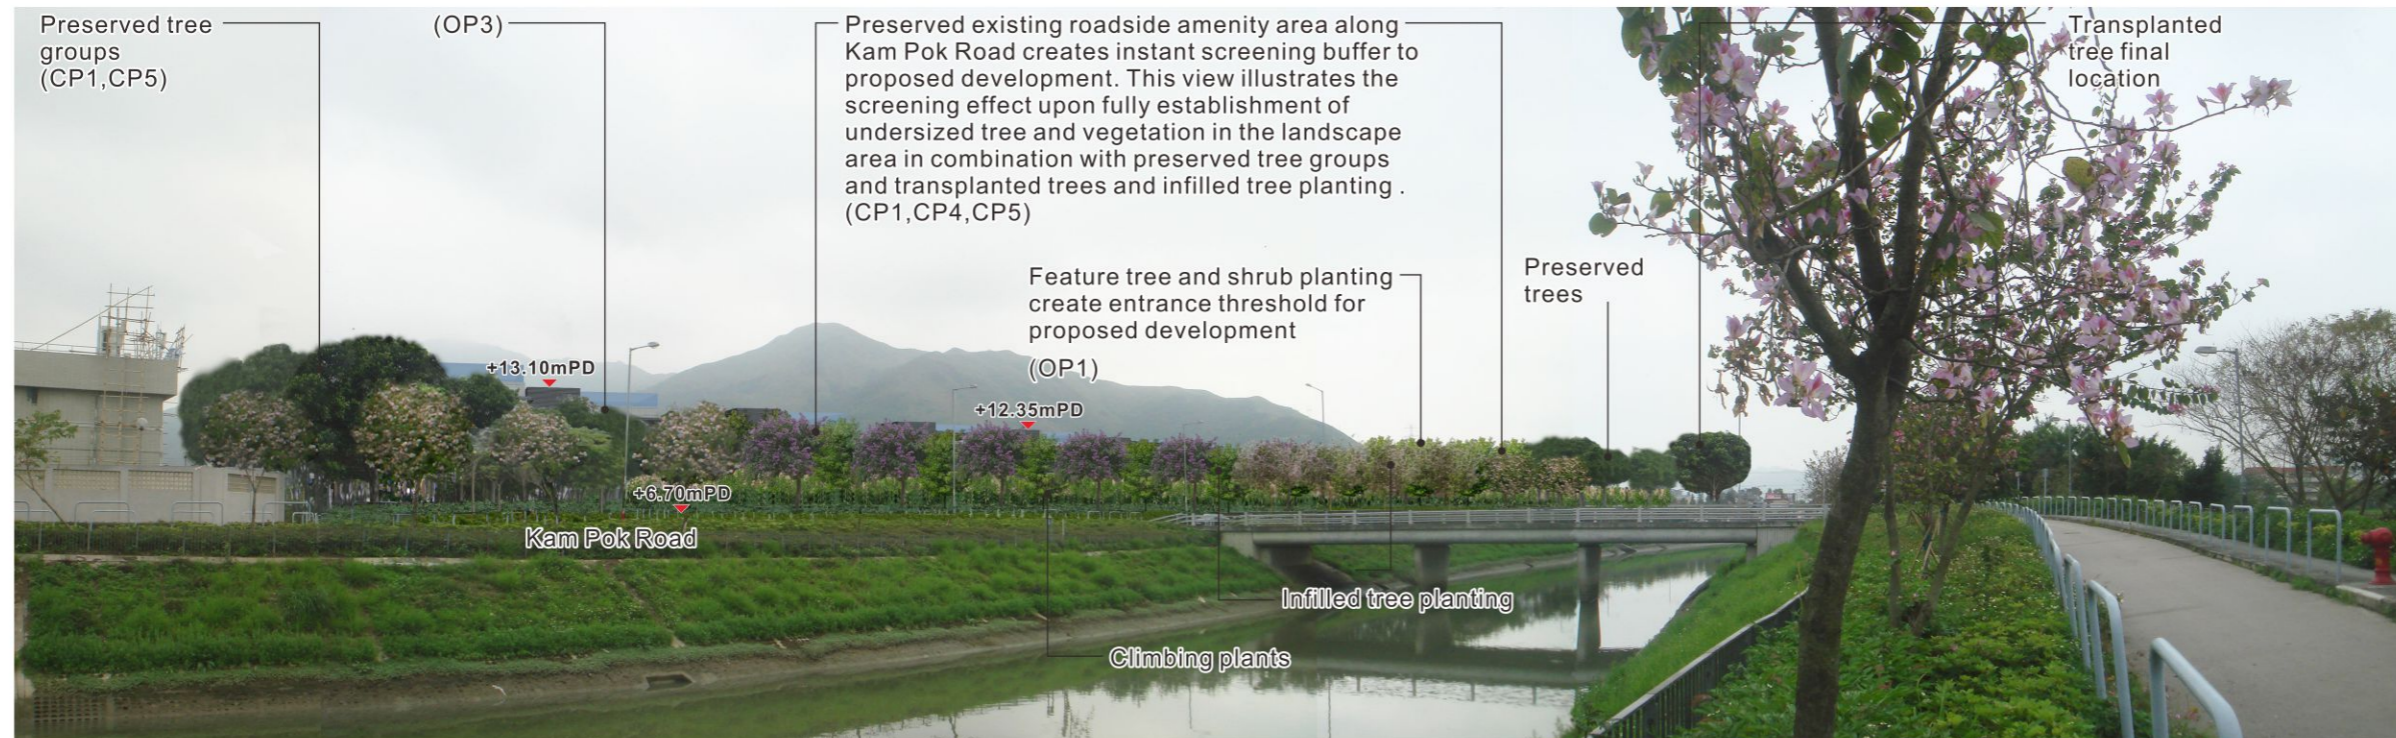 Preserved tree
groups
(CP1,CP5)
(OP3)
Preserved existing roadside amenity area along
Kam Pok Road creates instant screening buffer to
proposed development. This view illustrates the
screening effect upon fully establishment of
undersized tree and vegetation in the landscape
area in combination with preserved tree groups
and transplanted trees and infilled tree planting .
(CP1,CP4,CP5)
Transplanted
tree final
location
Feature tree and shrub planting
create entrance threshold for
proposed development
(OP1)
Preserved
trees
+13.10mPD
+12.35mPD
+6.70mPD
Kam Pok Road
Infilled tree planting
Climbing plants